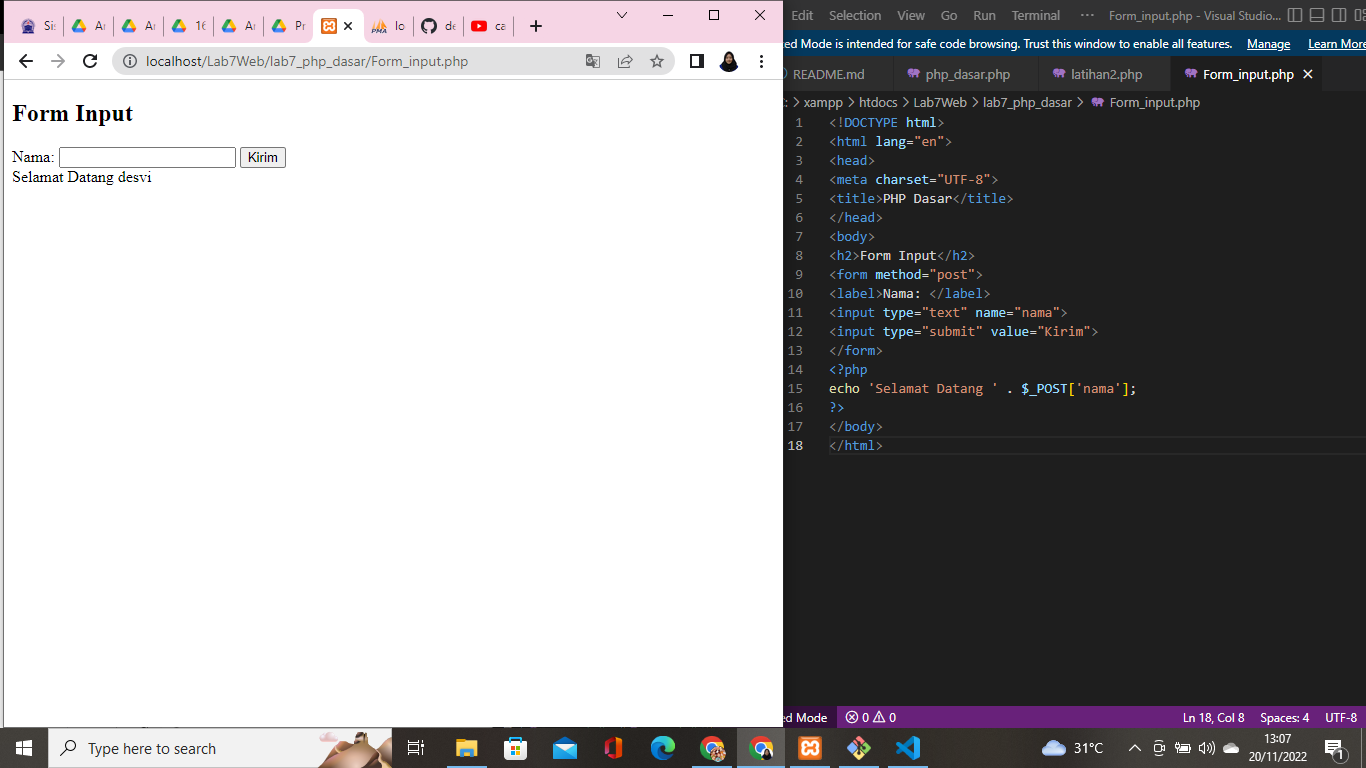 Si:
Ar
Ar
16
Ar
Pr
lo
de
ca
localhost/Lab7Web/lab7_php_dasar/Form_input.php
Form Input
Nama: Kirim
Selamat Datang desvi
Edit Selection View Go Run Terminal ··· Form_input.php - Visual Studio...
ed Mode is intended for safe code browsing. Trust this window to enable all features. Manage Learn More
README.md php_dasar.php latihan2.php Form_input.php
xampp > htdocs > Lab7Web > lab7_php_dasar > Form_input.php
1 <!DOCTYPE html>
2 <html lang="en">
3 <head>
4 <meta charset="UTF-8">
5 <title>PHP Dasar</title>
6 </head>
7 <body>
8 <h2>Form Input</h2>
9 <form method="post">
10 <label>Nama: </label>
11 <input type="text" name="nama">
12 <input type="submit" value="Kirim">
13 </form>
14 <?php
15 echo 'Selamat Datang ' . $_POST['nama'];
16 ?>
17 </body>
18 </html>
ed Mode 0 0 Ln 18, Col 8 Spaces: 4 UTF-8
Type here to search
31°C
13:07
20/11/2022
1